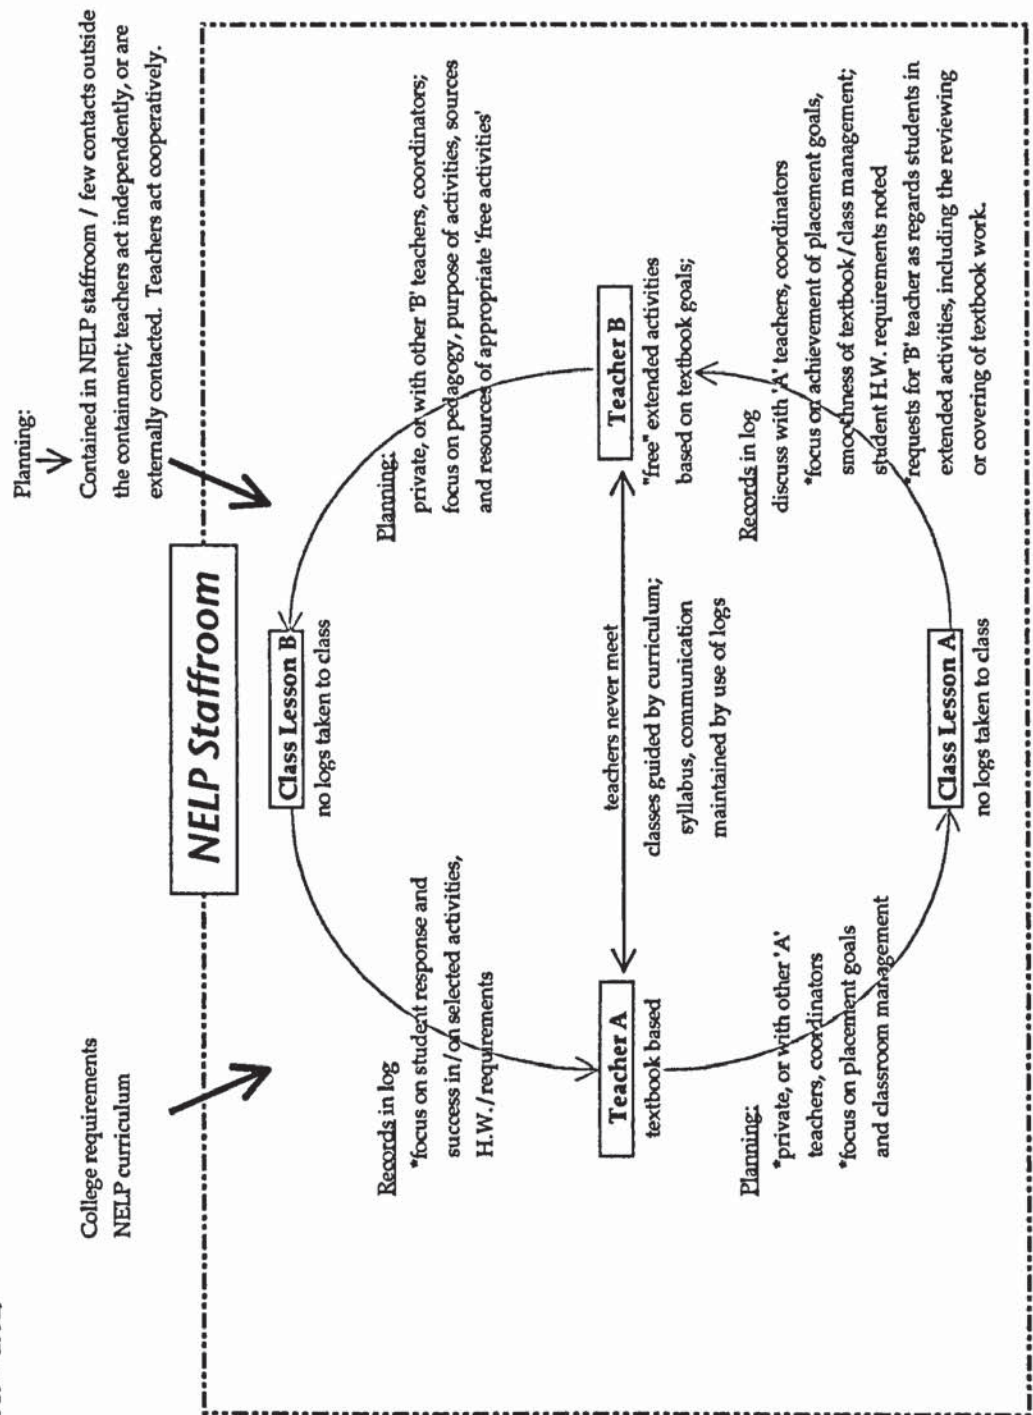 Planning:
Contained in NELP staffroom / few contacts outside
the containment; teachers act independently, or are
externally contacted. Teachers act cooperatively.
College requirements
NELP curriculum
NELP Staffroom
Class Lesson B
no logs taken to class
Records in log
*focus on student response and
success in/on selected activities,
H.W./requirements
Planning:
private, or with other 'B' teachers, coordinators;
focus on pedagogy, purpose of activities, sources
and resources of appropriate 'free activities'
Teacher A
textbook based
teachers never meet
classes guided by curriculum;
syllabus, communication
maintained by use of logs
Teacher B
"free" extended activities
based on textbook goals;
Planning:
*private, or with other 'A'
teachers, coordinators
*focus on placement goals
and classroom management
Class Lesson A
no logs taken to class
Records in log
discuss with 'A' teachers, coordinators
*focus on achievement of placement goals,
smoothness of textbook/class management;
student H.W. requirements noted
*requests for 'B' teacher as regards students in
extended activities, including the reviewing
or covering of textbook work.